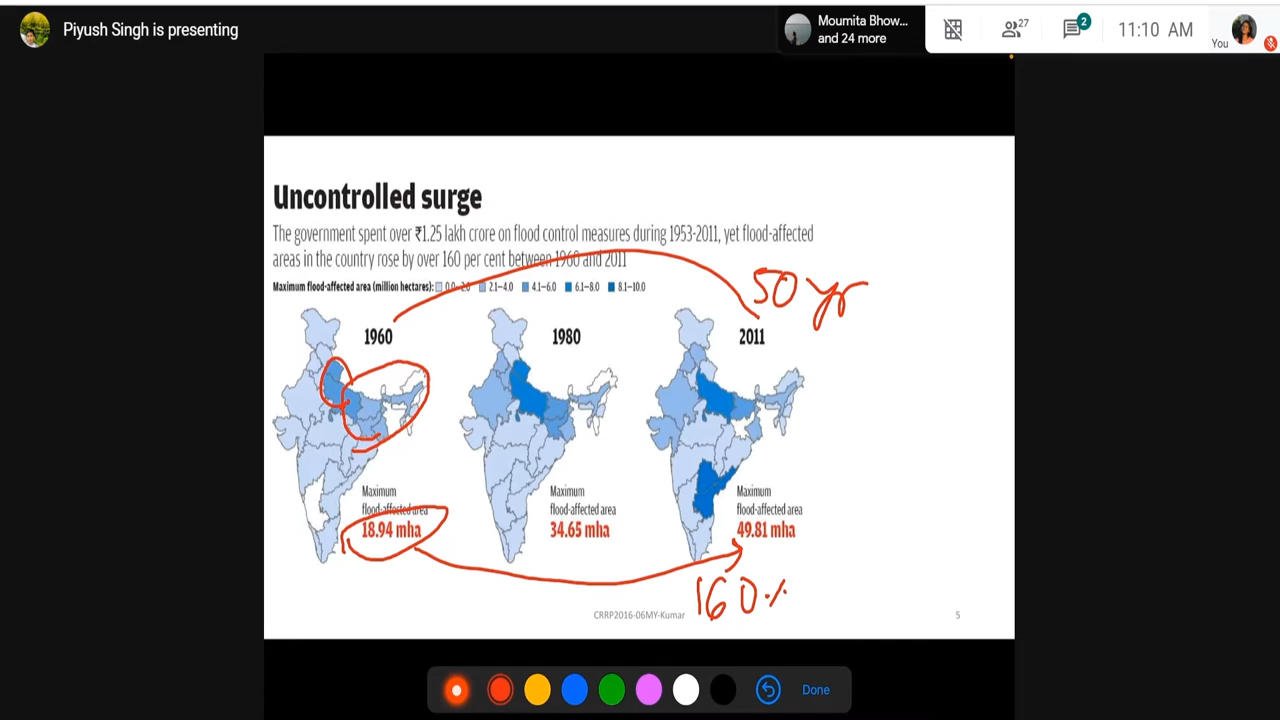 Piyush Singh is presenting
Moumita Bhow...
and 24 more
27
2
11:10 AM
You
Uncontrolled surge
The government spent over ₹1.25 lakh crore on flood control measures during 1953-2011, yet flood-affected
areas in the country rose by over 160 per cent between 1960 and 2011
Maximum flood-affected area (million hectares): 0.0-2.0 2.1-4.0 4.1-6.0 6.1-8.0 8.1-10.0
50 yr
1960
1980
2011
Maximum
flood-affected area
18.94 mha
Maximum
flood-affected area
34.65 mha
Maximum
flood-affected area
49.81 mha
160%
CRRP2016-06MY-Kumar
5
Done